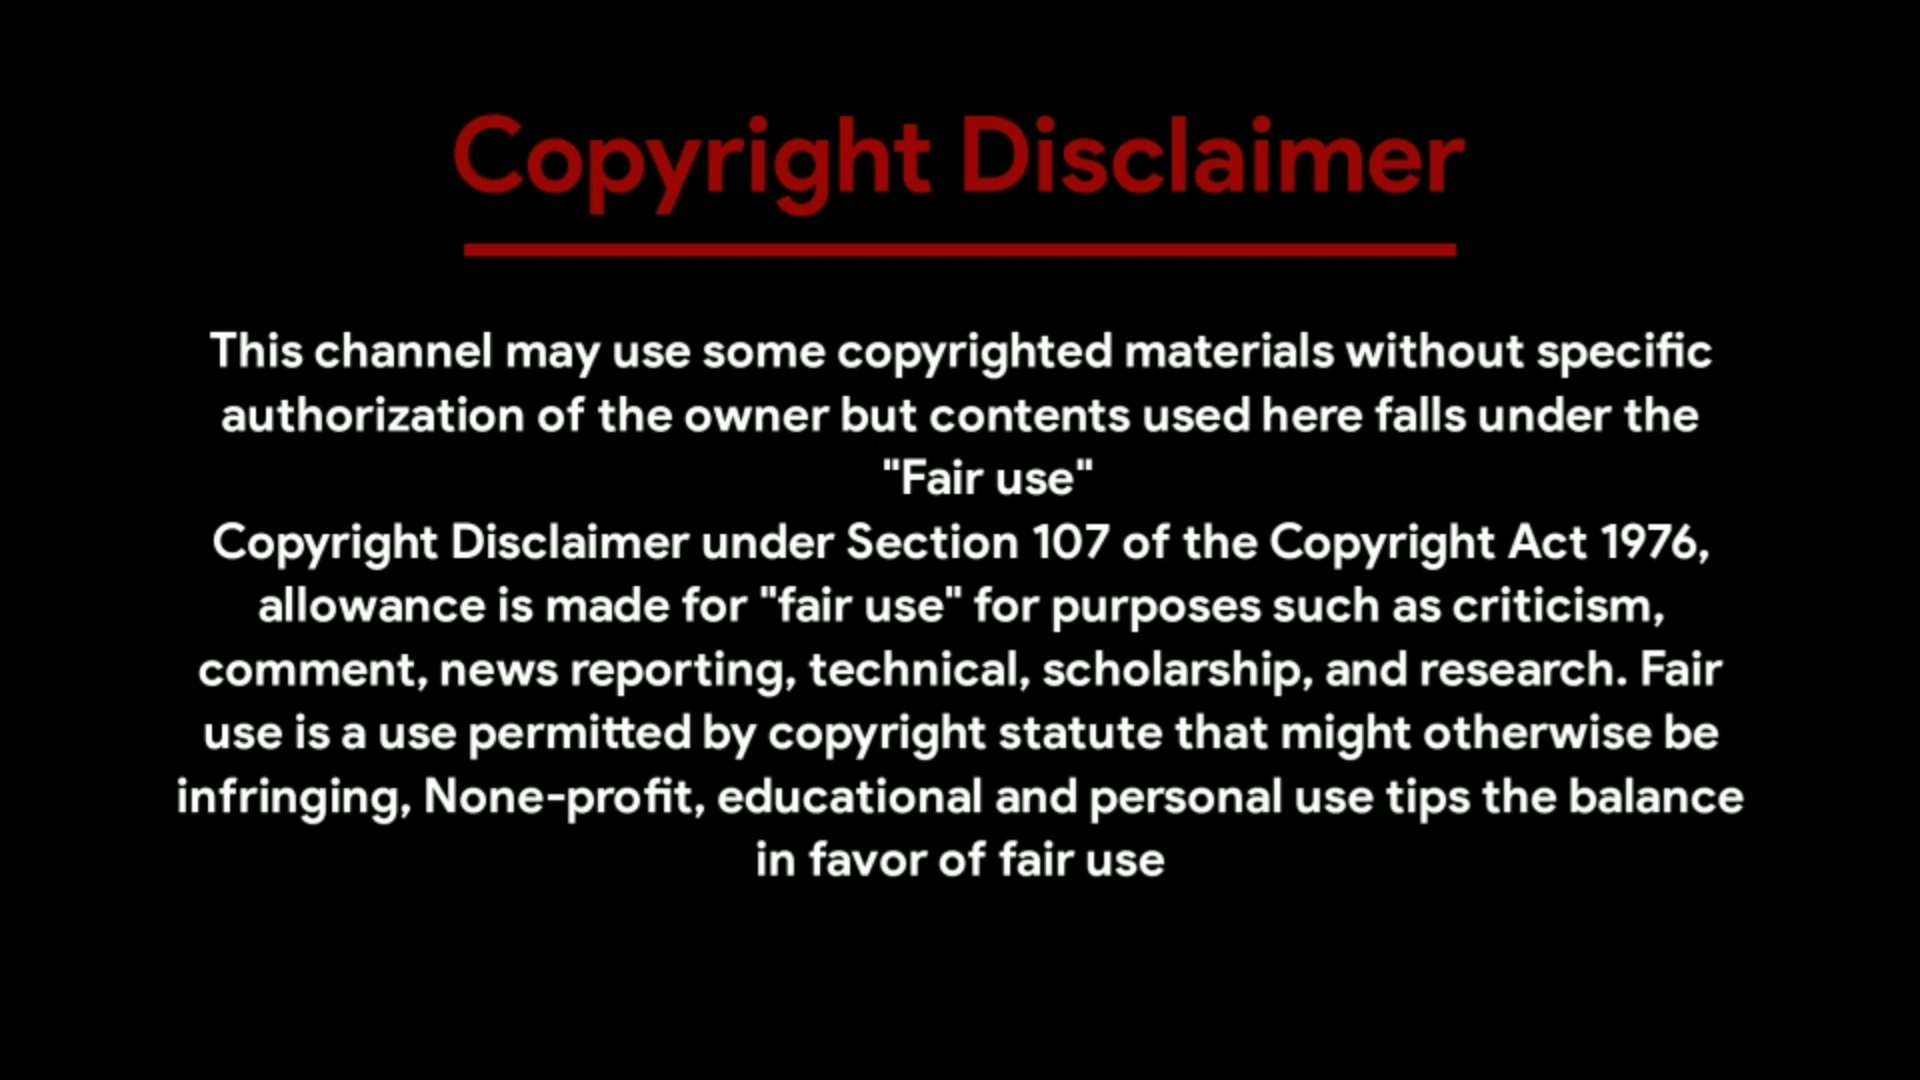 Copyright Disclaimer
This channel may use some copyrighted materials without specific
authorization of the owner but contents used here falls under the
"Fair use"
Copyright Disclaimer under Section 107 of the Copyright Act 1976,
allowance is made for "fair use" for purposes such as criticism,
comment, news reporting, technical, scholarship, and research. Fair
use is a use permitted by copyright statute that might otherwise be
infringing, None-profit, educational and personal use tips the balance
in favor of fair use